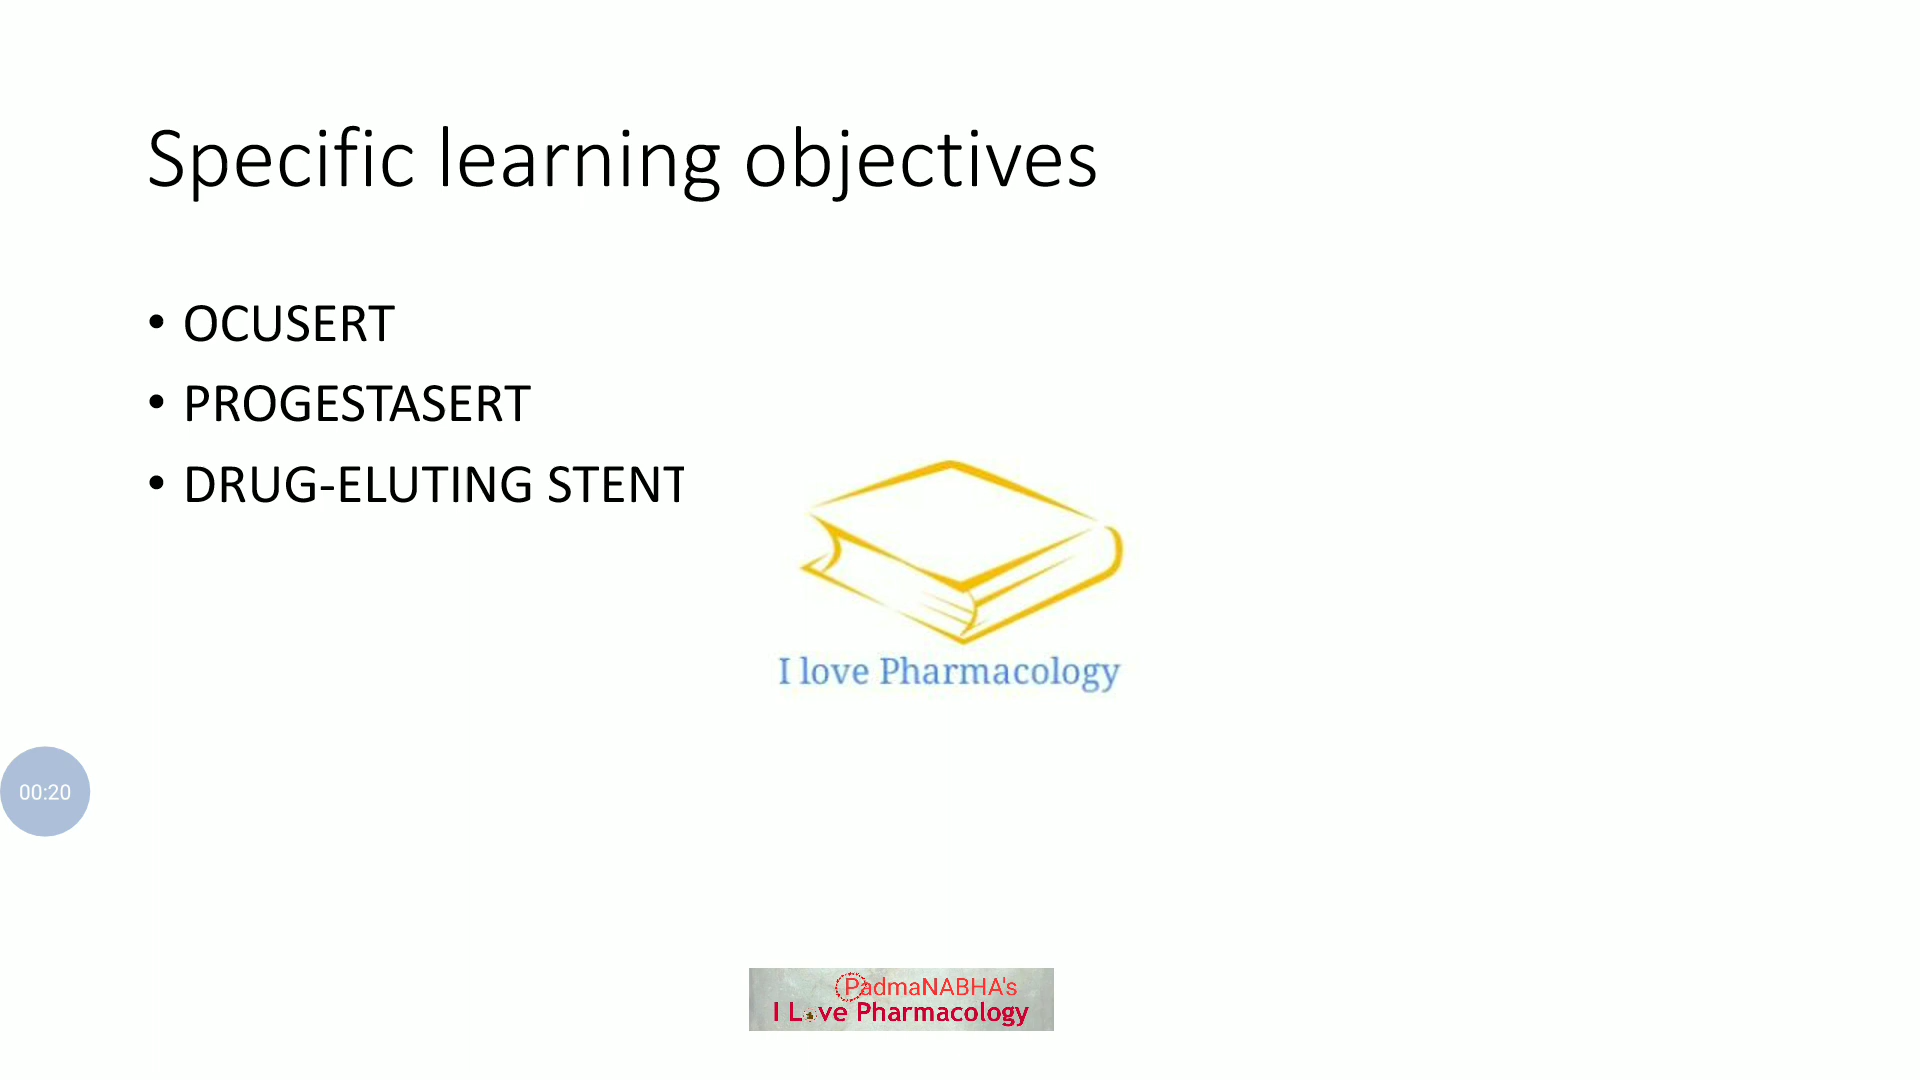 Specific learning objectives
• OCUSERT
• PROGESTASERT
• DRUG-ELUTING STENT
I love Pharmacology
00:20
PadmaNABHA's
I Love Pharmacology